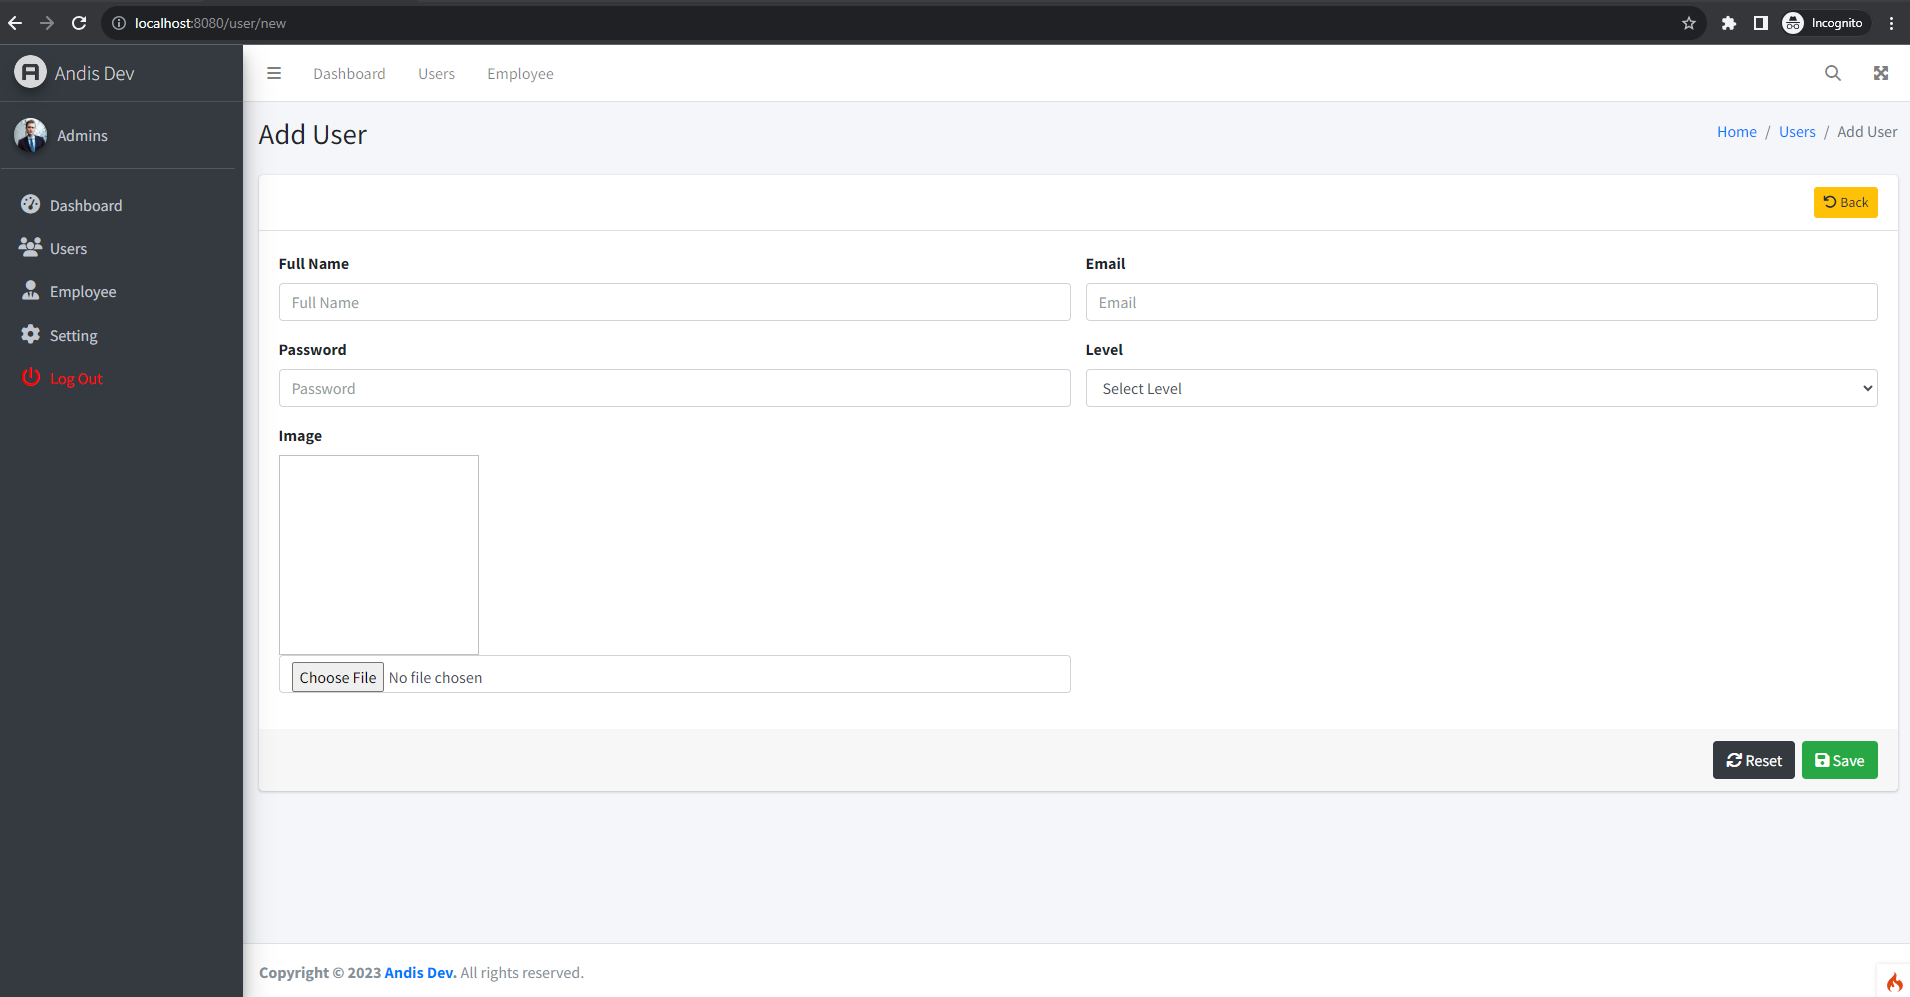 localhost:8080/user/new
Incognito
Andis Dev
Dashboard Users Employee
Admins
Add User
Home / Users / Add User
Dashboard
Users
Employee
Setting
Log Out
Back
Full Name
Email
Full Name
Email
Password
Level
Password
Select Level
Image
Choose File No file chosen
Reset Save
Copyright © 2023 Andis Dev. All rights reserved.